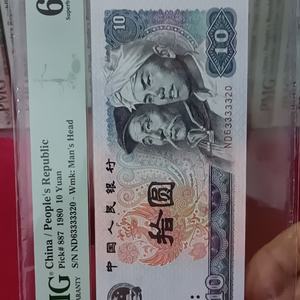 China / People's Republic
Pick# 887 1980 10 Yuan
S/N ND63333320 - Wmk: Man's Head
10
10
ND63333320
中国人民银行
拾圆
10